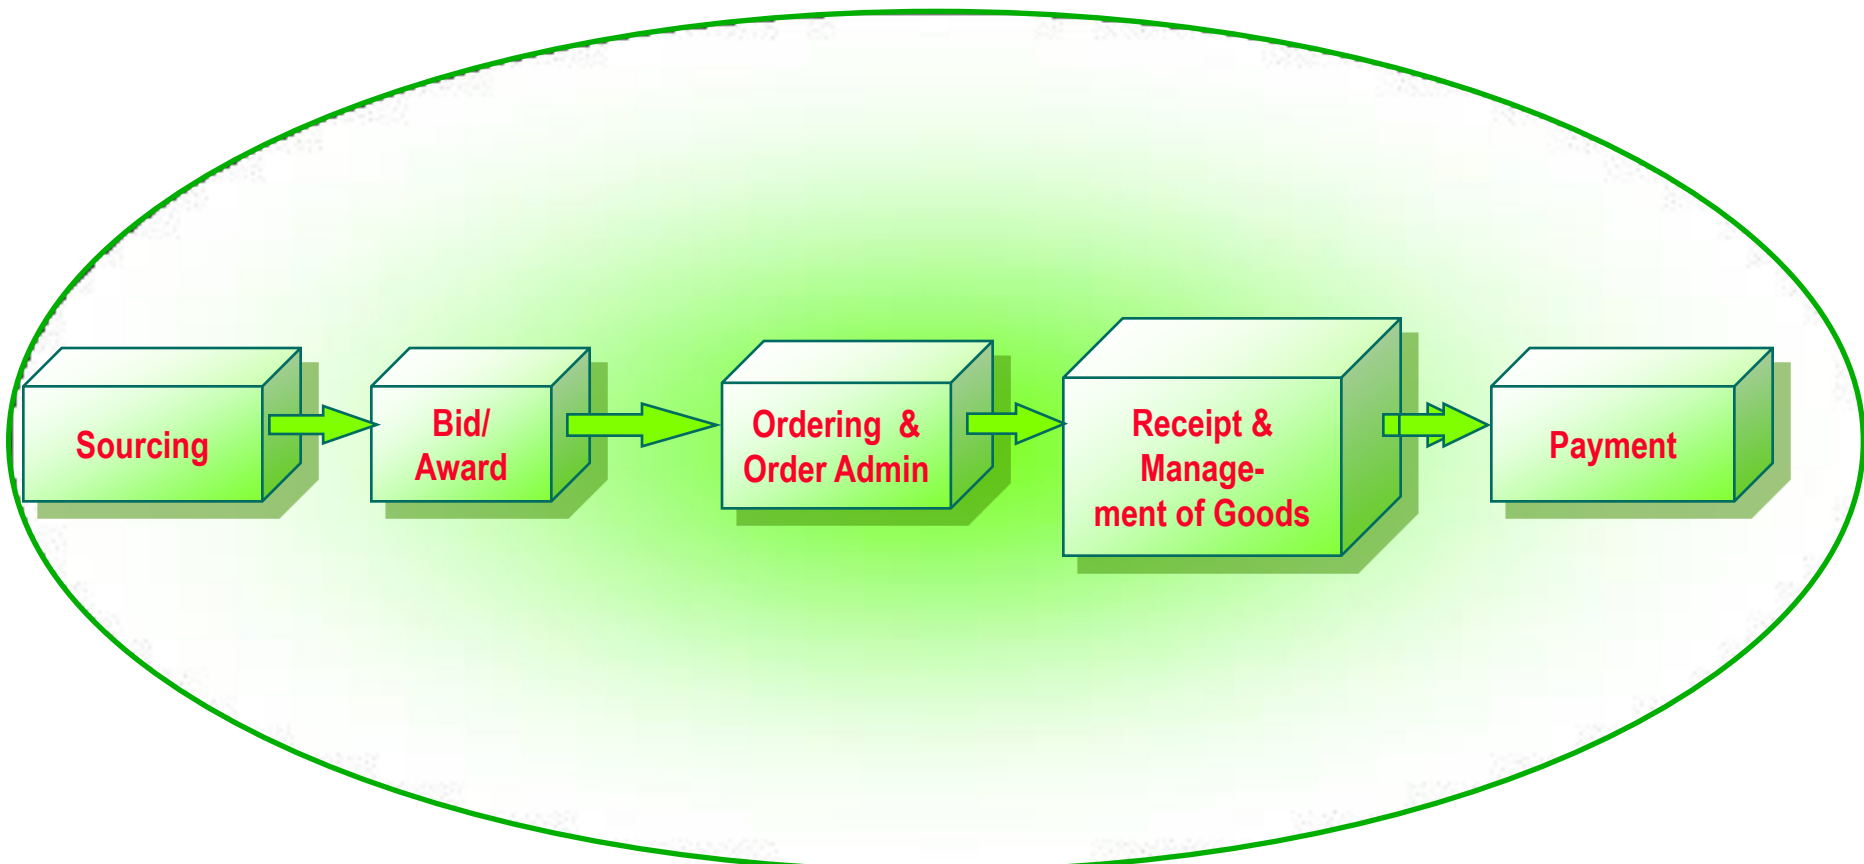 Sourcing
Bid/
Award
Ordering & 
Order Admin
Receipt &
Manage-
ment of Goods
Payment